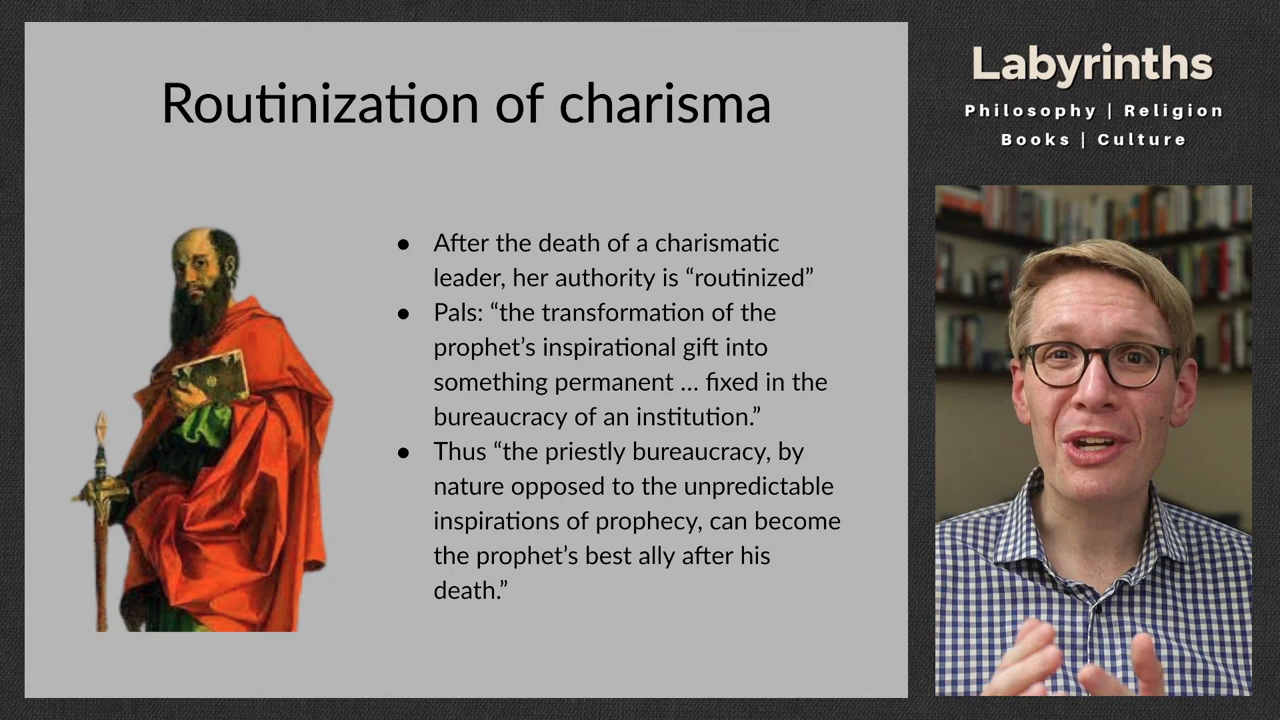 Routinization of charisma
● After the death of a charismatic
leader, her authority is “routinized”
● Pals: “the transformation of the
prophet’s inspirational gift into
something permanent ... fixed in the
bureaucracy of an institution.”
● Thus “the priestly bureaucracy, by
nature opposed to the unpredictable
inspirations of prophecy, can become
the prophet’s best ally after his
death.”
Labyrinths
Philosophy | Religion
Books | Culture